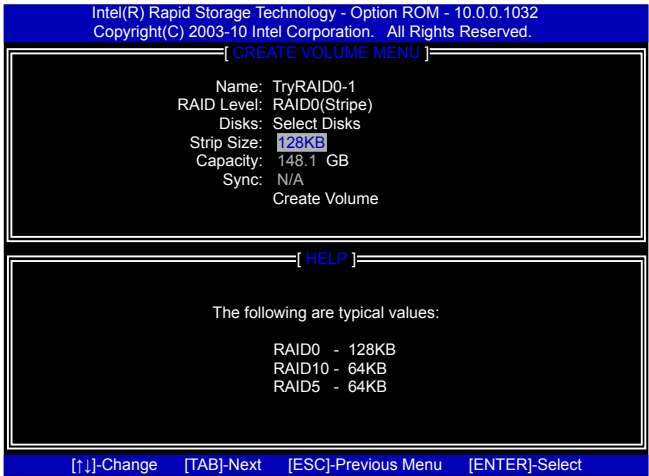 Intel(R) Rapid Storage Technology - Option ROM - 10.0.0.1032
Copyright(C) 2003-10 Intel Corporation. All Rights Reserved.
[ CREATE VOLUME MENU ]
Name: TryRAID0-1
RAID Level: RAID0(Stripe)
Disks: Select Disks
Strip Size: 128KB
Capacity: 148.1 GB
Sync: N/A
Create Volume
[ HELP ]
The following are typical values:
RAID0 - 128KB
RAID10 - 64KB
RAID5 - 64KB
[↑↓]-Change [TAB]-Next [ESC]-Previous Menu [ENTER]-Select